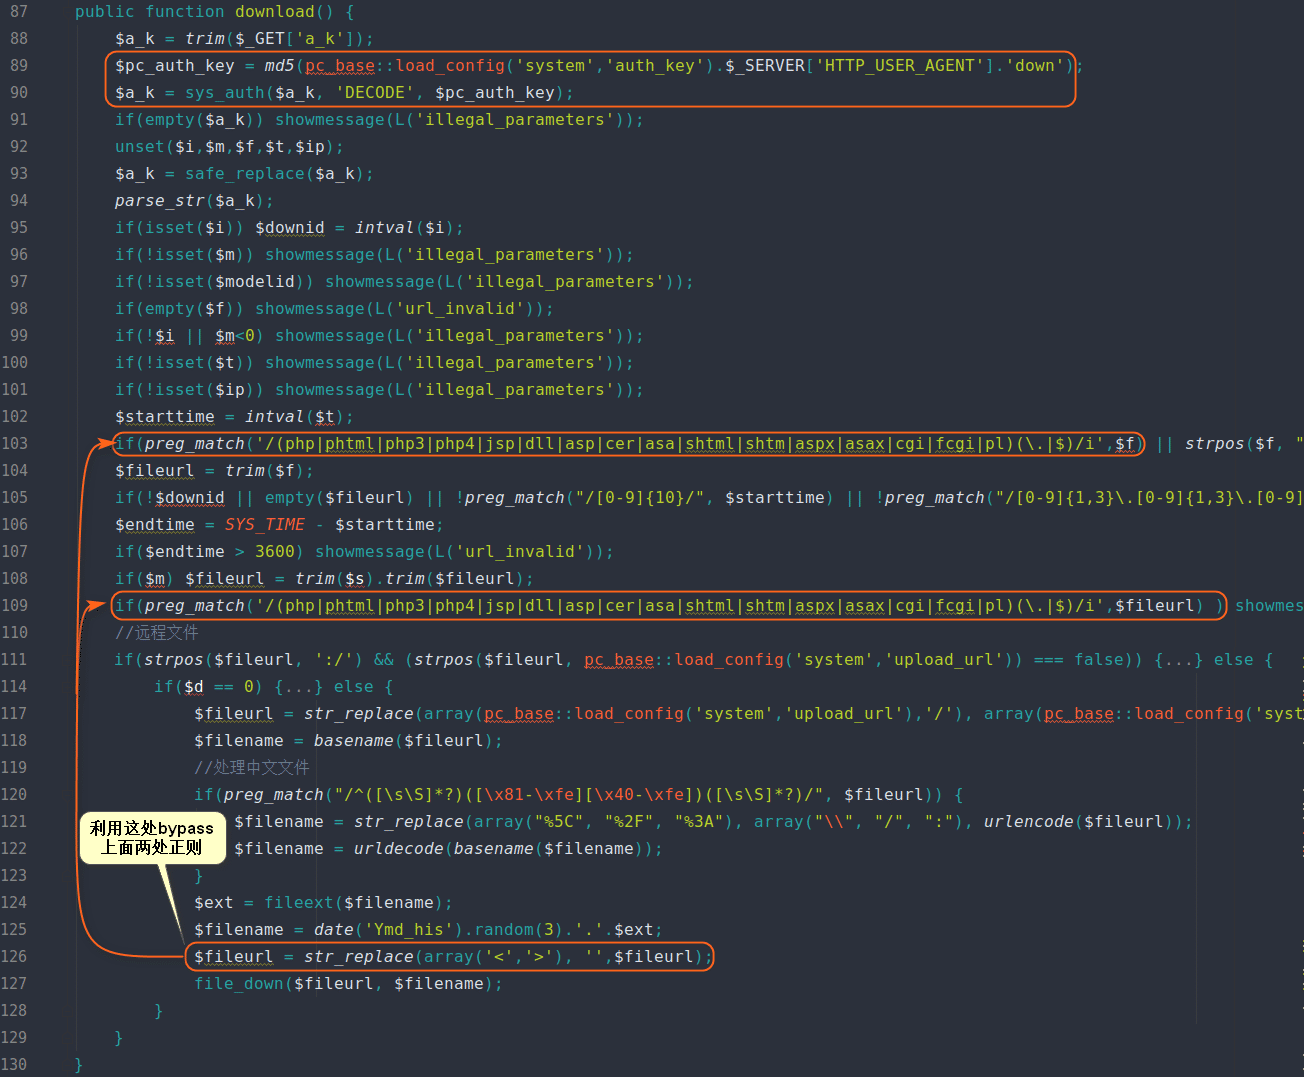 87 public function download() {
88 $a_k = trim($_GET['a_k']);
89 $pc_auth_key = md5(pc_base::load_config('system','auth_key').$_SERVER['HTTP_USER_AGENT'].'down');
90 $a_k = sys_auth($a_k, 'DECODE', $pc_auth_key);
91 if(empty($a_k)) showmessage(L('illegal_parameters'));
92 unset($i,$m,$f,$t,$ip);
93 $a_k = safe_replace($a_k);
94 parse_str($a_k);
95 if(isset($i)) $downid = intval($i);
96 if(!isset($m)) showmessage(L('illegal_parameters'));
97 if(!isset($modelid)) showmessage(L('illegal_parameters'));
98 if(empty($f)) showmessage(L('url_invalid'));
99 if(!$i || $m<0) showmessage(L('illegal_parameters'));
100 if(!isset($t)) showmessage(L('illegal_parameters'));
101 if(!isset($ip)) showmessage(L('illegal_parameters'));
102 $starttime = intval($t);
103 if(preg_match('/(php|phtml|php3|php4|jsp|dll|asp|cer|asa|shtml|shtm|aspx|asax|cgi|fcgi|pl)(\.|$)/i',$f) || strpos($f, "
104 $fileurl = trim($f);
105 if(!$downid || empty($fileurl) || !preg_match("/[0-9]{10}/", $starttime) || !preg_match("/[0-9]{1,3}\.[0-9]{1,3}\.[0-9]
106 $endtime = SYS_TIME - $starttime;
107 if($endtime > 3600) showmessage(L('url_invalid'));
108 if($m) $fileurl = trim($s).trim($fileurl);
109 if(preg_match('/(php|phtml|php3|php4|jsp|dll|asp|cer|asa|shtml|shtm|aspx|asax|cgi|fcgi|pl)(\.|$)/i',$fileurl) ) showmes
110 //远程文件
111 if(strpos($fileurl, ':/') && (strpos($fileurl, pc_base::load_config('system','upload_url')) === false)) {...} else {
114 if($d == 0) {...} else {
117 $fileurl = str_replace(array(pc_base::load_config('system','upload_url'),'/'), array(pc_base::load_config('syst
118 $filename = basename($fileurl);
119 //处理中文文件
120 if(preg_match("/^([\s\S]*?)([\x81-\xfe][\x40-\xfe])([\s\S]*?)/", $fileurl)) {
121 $filename = str_replace(array("%5C", "%2F", "%3A"), array("\\", "/", ":"), urlencode($fileurl));
122 $filename = urldecode(basename($filename));
123 }
124 $ext = fileext($filename);
125 $filename = date('Ymd_his').random(3).'.'.$ext;
126 $fileurl = str_replace(array('<','>'), '',$fileurl);
127 file_down($fileurl, $filename);
128 }
129 }
130 }
利用这处bypass
上面两处正则